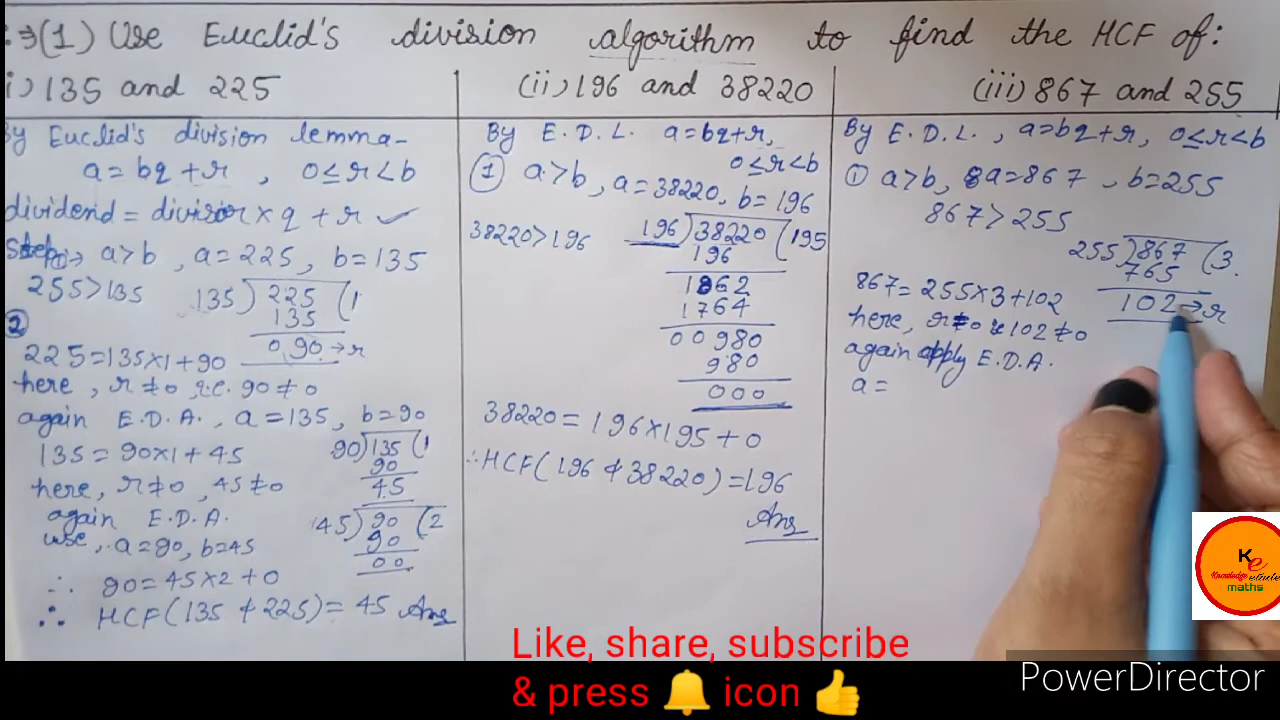 :⇒(1) Use Euclid's division algorithm to find the HCF of:
i) 135 and 225
By Euclid's division lemma-
a = bq + r , 0 ≤ r < b
dividend = divisior × q + r ✓
Step ① → a > b , a = 225 , b = 135
255 > 135
135 ) 225 ( 1
135
090 → r
②
225 = 135×1 + 90
here , r ≠ 0 i.e. 90 ≠ 0
again E.D.A. , a = 135 , b = 90
135 = 90×1 + 45
90 ) 135 ( 1
90
45
here, r ≠ 0 , 45 ≠ 0
again E.D.A.
use, a = 90, b = 45
45 ) 90 ( 2
90
00
∴ 90 = 45×2 + 0
∴ HCF(135 & 225) = 45 Ans
(ii) 196 and 38220
By E.D.L. a = bq + r,
0 ≤ r < b
① a > b , a = 38220, b = 196
38220 > 196
196 ) 38220 ( 195
196
1862
1764
00980
980
000
38220 = 196×195 + 0
∴ HCF(196 & 38220) = 196
Ans
(iii) 867 and 255
By E.D.L. , a = bq + r, 0 ≤ r < b
① a > b, a = 867 , b = 255
867 > 255
255 ) 867 ( 3.
765
102 → r
867 = 255×3 + 102
here, r ≠ 0 102 ≠ 0
again apply E.D.A.
a =
Ke
Knowledge
maths
Like, share, subscribe
& press 🔔 icon 👍
PowerDirector